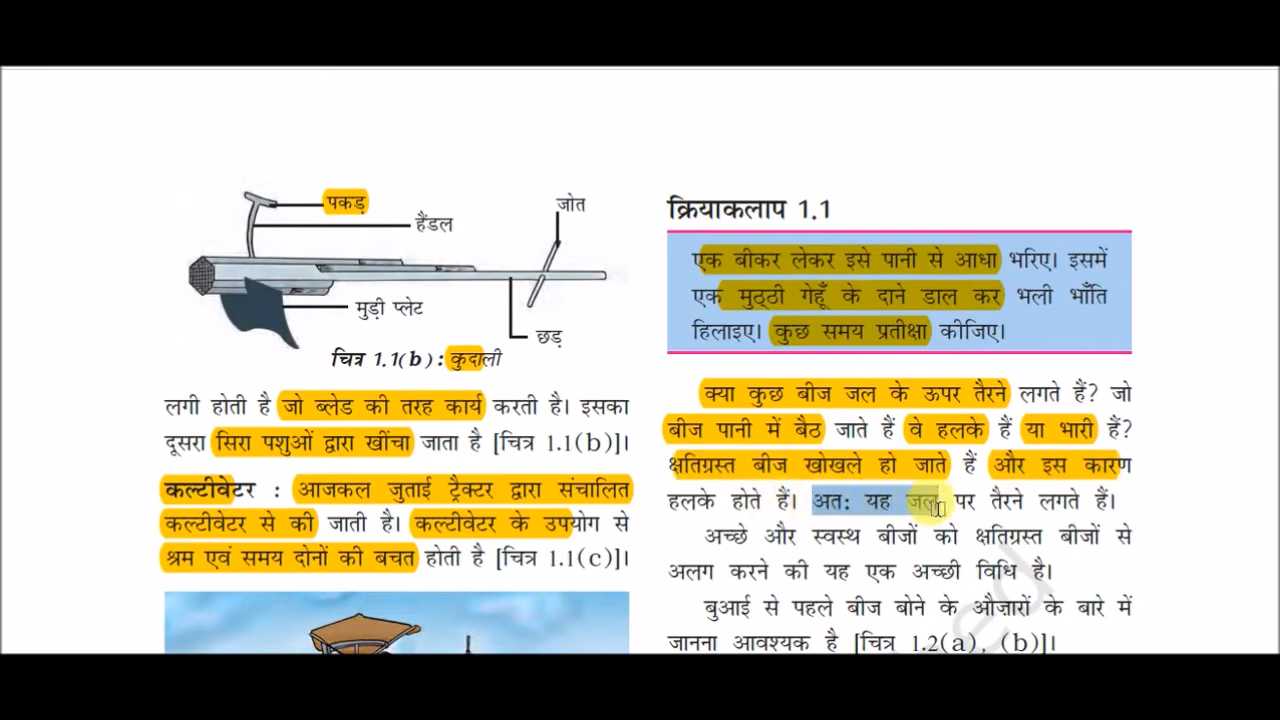 पकड़
हैंडल
जोत
मुड़ी प्लेट
छड़
चित्र 1.1(b) : कुदाली
लगी होती है जो ब्लेड की तरह कार्य करती है। इसका
दूसरा सिरा पशुओं द्वारा खींचा जाता है [चित्र 1.1(b)]।
कल्टीवेटर : आजकल जुताई ट्रैक्टर द्वारा संचालित
कल्टीवेटर से की जाती है। कल्टीवेटर के उपयोग से
श्रम एवं समय दोनों की बचत होती है [चित्र 1.1(c)]।
क्रियाकलाप 1.1
एक बीकर लेकर इसे पानी से आधा भरिए। इसमें
एक मुठ्ठी गेहूँ के दाने डाल कर भली भाँति
हिलाइए। कुछ समय प्रतीक्षा कीजिए।
क्या कुछ बीज जल के ऊपर तैरने लगते हैं? जो
बीज पानी में बैठ जाते हैं वे हलके हैं या भारी हैं?
क्षतिग्रस्त बीज खोखले हो जाते हैं और इस कारण
हलके होते हैं। अत: यह जल पर तैरने लगते हैं।
अच्छे और स्वस्थ बीजों को क्षतिग्रस्त बीजों से
अलग करने की यह एक अच्छी विधि है।
बुआई से पहले बीज बोने के औज़ारों के बारे में
जानना आवश्यक है [चित्र 1.2(a), (b)]।